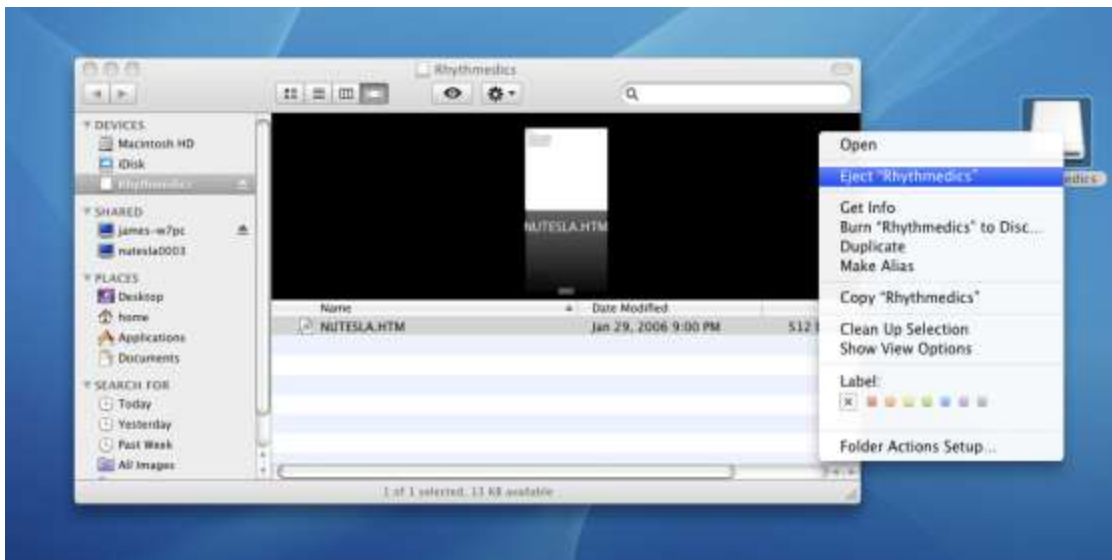 Rhythmedics
DEVICES
Macintosh HD
iDisk
Rhythmedics
SHARED
james-w7pc
nutesla0003
PLACES
Desktop
home
Applications
Documents
SEARCH FOR
Today
Yesterday
Past Week
All Images
NUTESLA.HTM
Name
Date Modified
NUTESLA.HTM Jan 29, 2006 9:00 PM 512
1 of 1 selected, 13 KB available
edics
Open
Eject "Rhythmedics"
Get Info
Burn "Rhythmedics" to Disc...
Duplicate
Make Alias
Copy "Rhythmedics"
Clean Up Selection
Show View Options
Label:
Folder Actions Setup...